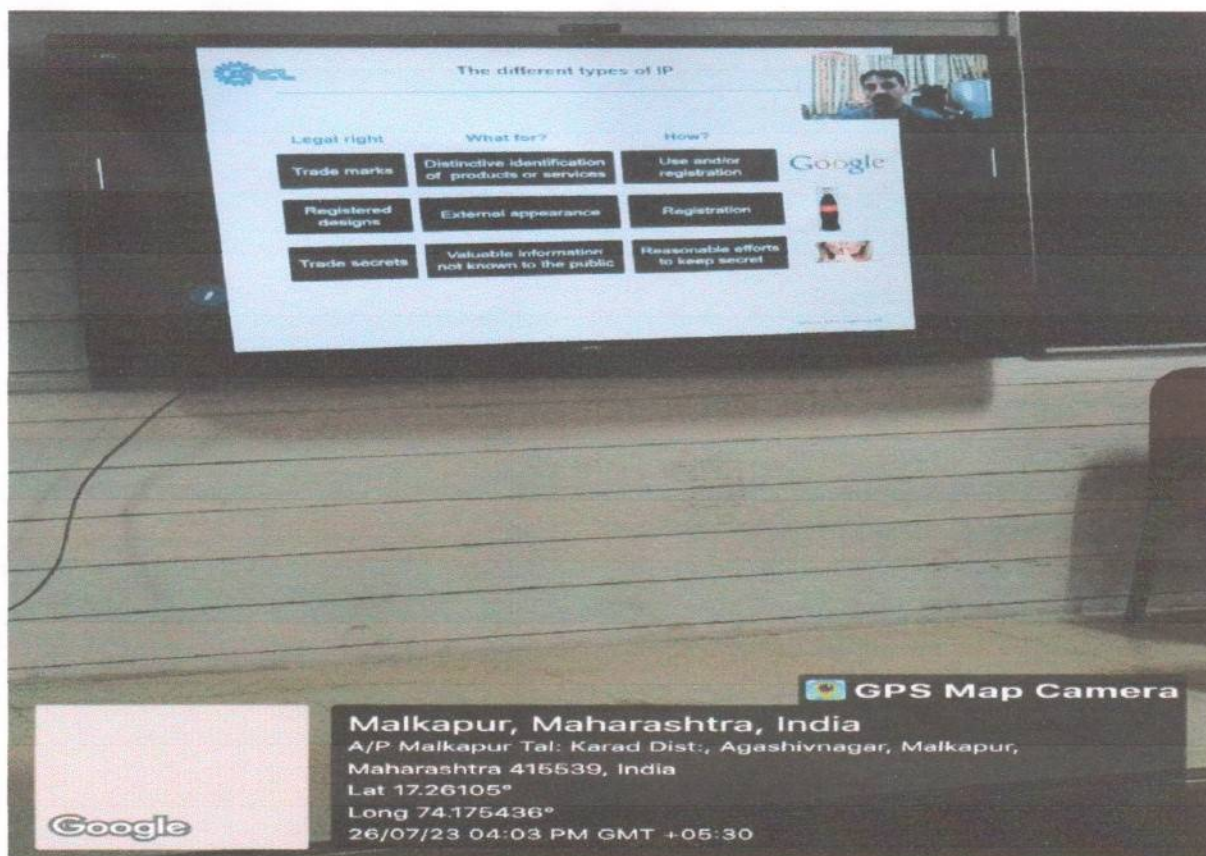 The different types of IP
Legal right
What for?
How?
Trade marks
Distinctive identification
of products or services
Use and/or
registration
Google
Registered
designs
External appearance
Registration
Trade secrets
Valuable information
not known to the public
Reasonable efforts
to keep secret
GPS Map Camera
Malkapur, Maharashtra, India
A/P Malkapur Tal: Karad Dist:, Agashivnagar, Malkapur,
Maharashtra 415539, India
Lat 17.26105°
Long 74.175436°
26/07/23 04:03 PM GMT +05:30
Google